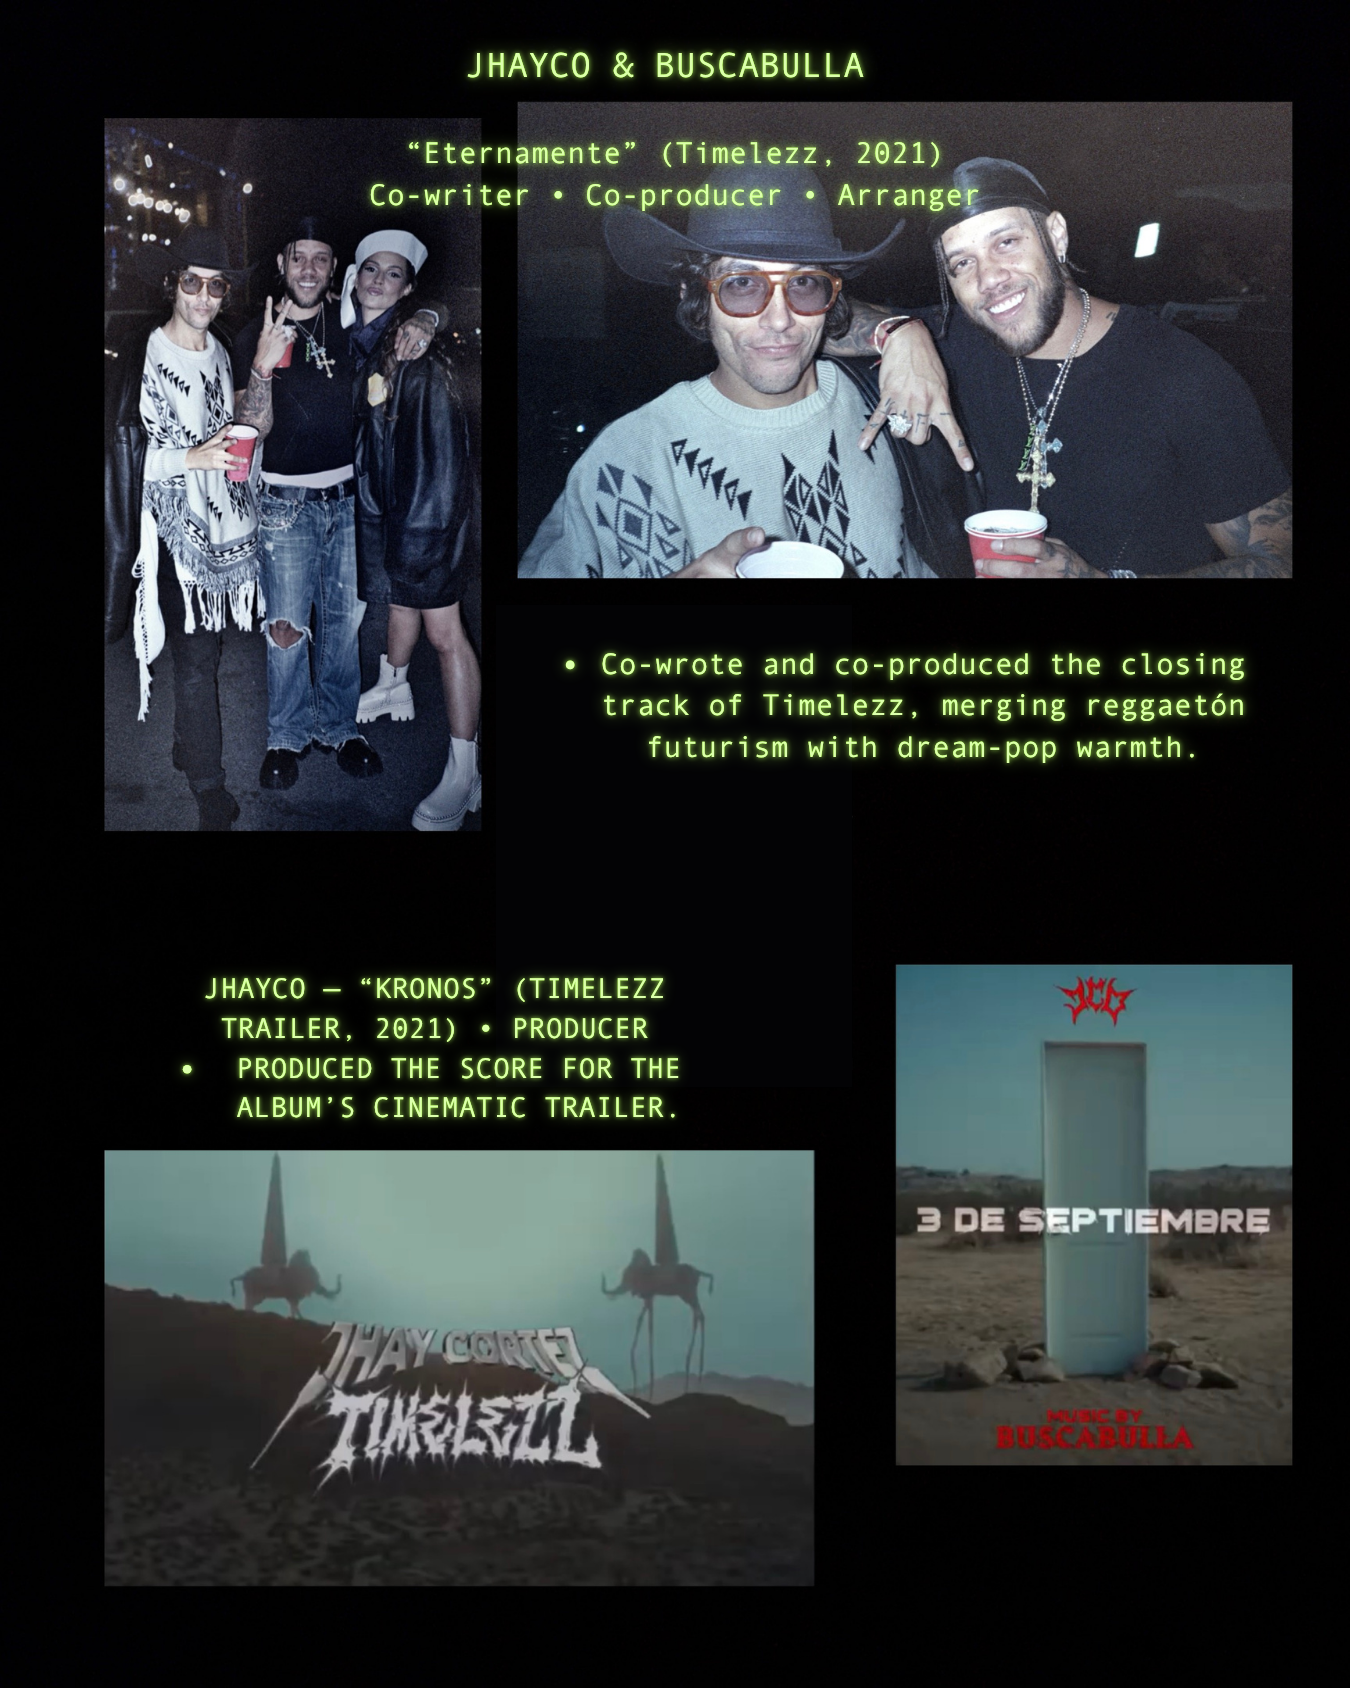 JHAYCO & BUSCABULLA
“Eternamente” (Timelezz, 2021)
Co-writer • Co-producer • Arranger
• Co-wrote and co-produced the closing
track of Timelezz, merging reggaetón
futurism with dream-pop warmth.
JHAYCO – “KRONOS” (TIMELEZZ
TRAILER, 2021) • PRODUCER
• PRODUCED THE SCORE FOR THE
ALBUM’S CINEMATIC TRAILER.
JCO
3 DE SEPTIEMBRE
MUSIC BY
BUSCABULLA
JHAY CORTEZ
TIMELEZZ